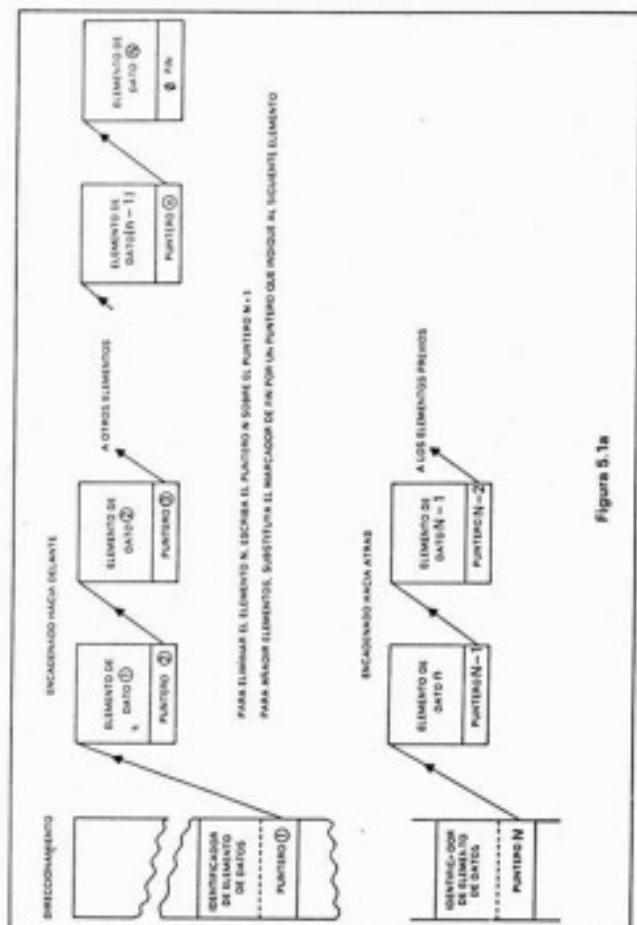 DIRECCIONAMIENTO
IDENTIFICADOR
DE ELEMENTO
DE DATOS
PUNTERO ①
ENCADENADO HACIA DELANTE
ELEMENTO DE
DATO ①
PUNTERO ②
ELEMENTO DE
DATO ②
PUNTERO ③
A OTROS ELEMENTOS
ELEMENTO DE
DATO (n - 1)
PUNTERO ⓝ
ELEMENTO DE
DATO ⓝ
Ø FIN
PARA ELIMINAR EL ELEMENTO N, ESCRIBA EL PUNTERO N SOBRE EL PUNTERO N-1
PARA AÑADIR ELEMENTOS, SUBSTITUYA EL MARCADOR DE FIN POR UN PUNTERO QUE INDIQUE AL SIGUIENTE ELEMENTO
ENCADENADO HACIA ATRAS
DE ELEMENTO
DE DATOS
PUNTERO N
ELEMENTO DE
DATO n
PUNTERO N-1
ELEMENTO DE
DATO N - 1
PUNTERO N-2
A LOS ELEMENTOS PREVIOS
Figura 5.1a